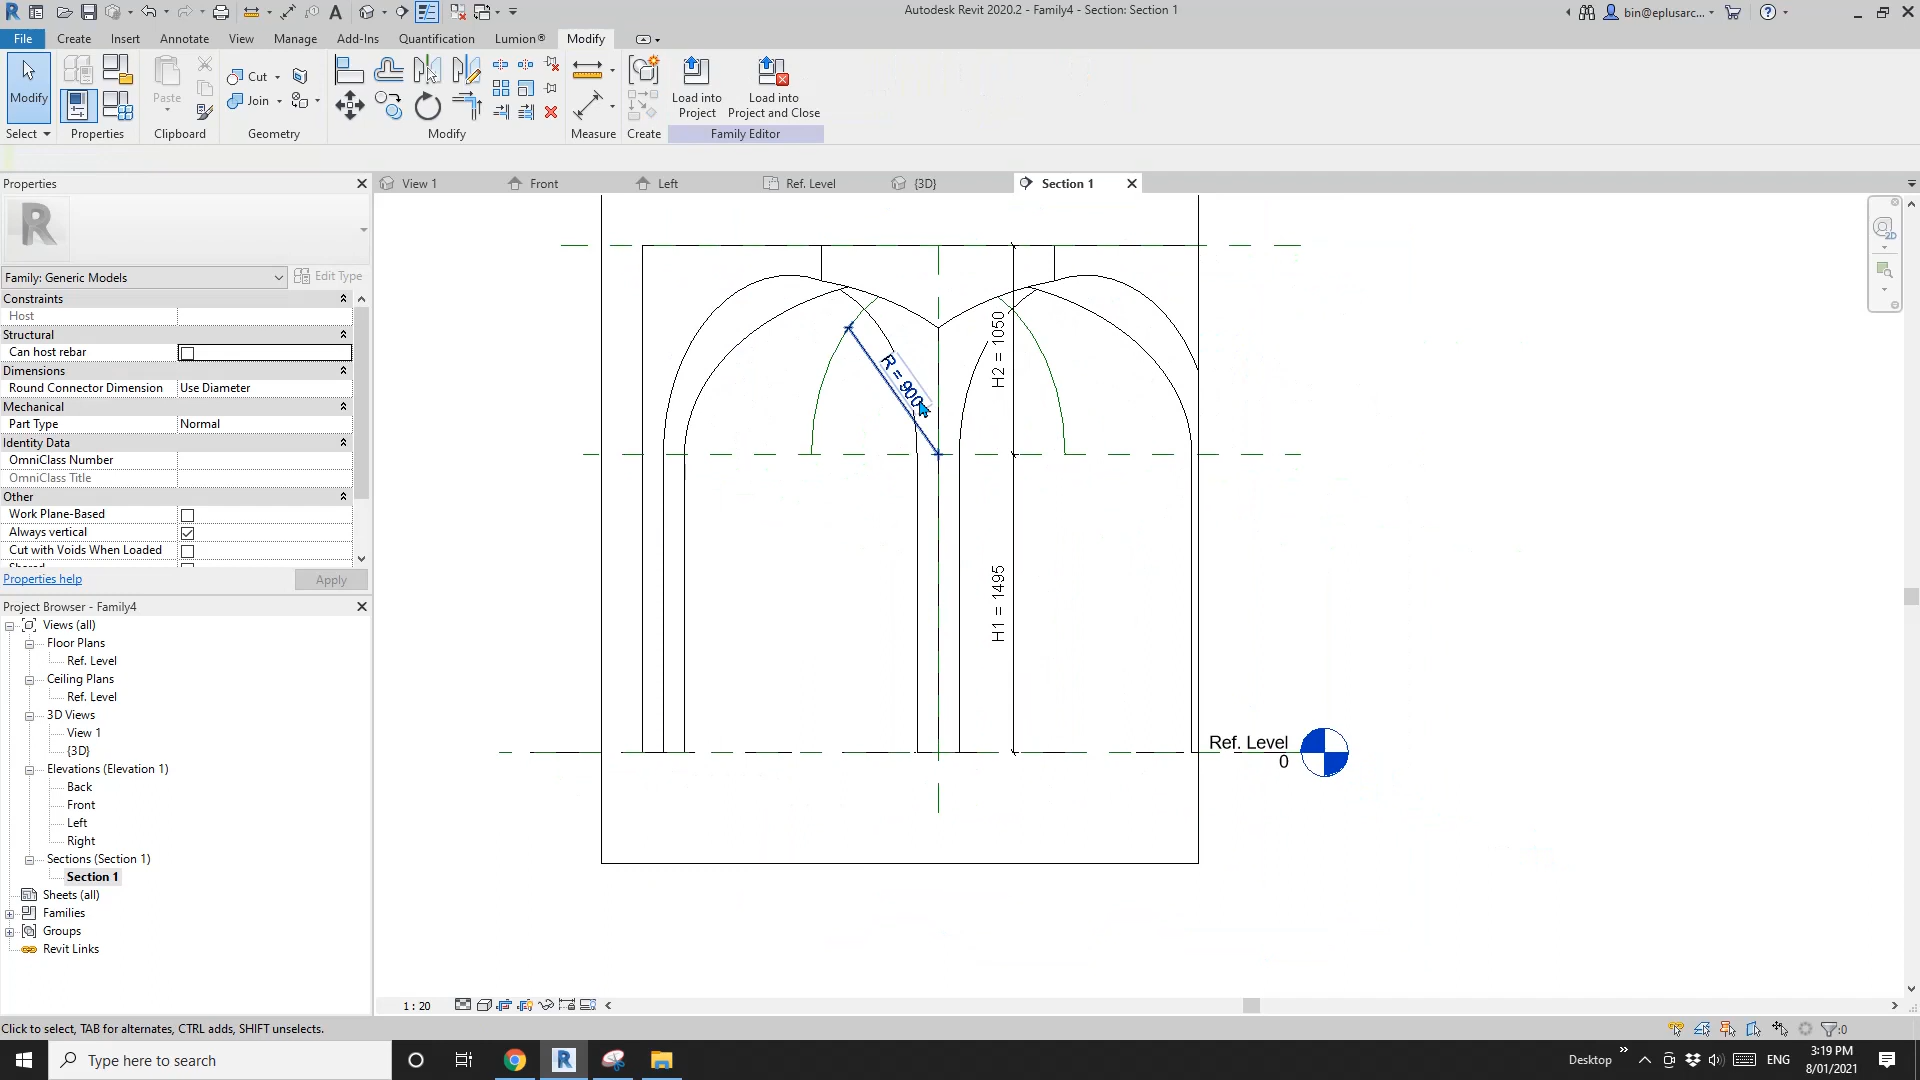 Autodesk Revit 2020.2 - Family4 - Section: Section 1
bin@eplusarc...
File Create Insert Annotate View Manage Add-Ins Quantification Lumion® Modify
Modify
Paste
Cut
Join
Load into
Project
Load into
Project and Close
Select Properties Clipboard Geometry Modify Measure Create Family Editor
Properties
View 1
Front
Left
Ref. Level
{3D}
Section 1
Family: Generic Models
Edit Type
Constraints
Host
Structural
Can host rebar
Dimensions
Round Connector Dimension Use Diameter
Mechanical
Part Type Normal
Identity Data
OmniClass Number
OmniClass Title
Other
Work Plane-Based
Always vertical
Cut with Voids When Loaded
Properties help
Apply
Project Browser - Family4
Views (all)
Floor Plans
Ref. Level
Ceiling Plans
Ref. Level
3D Views
View 1
{3D}
Elevations (Elevation 1)
Back
Front
Left
Right
Sections (Section 1)
Section 1
Sheets (all)
Families
Groups
Revit Links
R = 900
H2 = 1050
H1 = 1495
Ref. Level
0
1 : 20
Click to select, TAB for alternates, CTRL adds, SHIFT unselects.
:0
Type here to search
Desktop
ENG
3:19 PM
8/01/2021